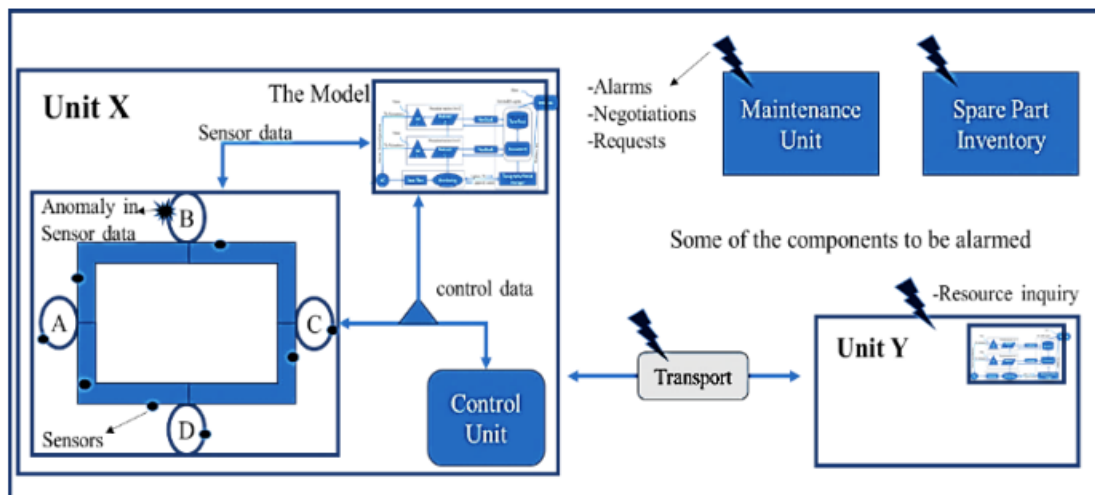 Unit X
The Model
Sensor data
Anomaly in
Sensor data
A
B
C
D
Sensors
control data
Control
Unit
-Alarms
-Negotiations
-Requests
Maintenance
Unit
Spare Part
Inventory
Some of the components to be alarmed
-Resource inquiry
Transport
Unit Y